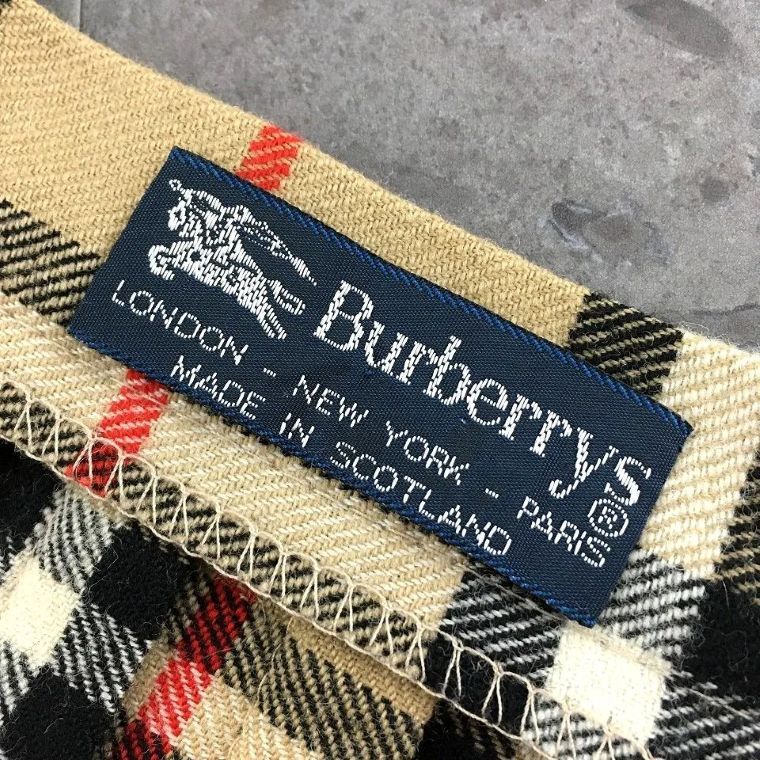 Burberrys®
LONDON - NEW YORK - PARIS
MADE IN SCOTLAND